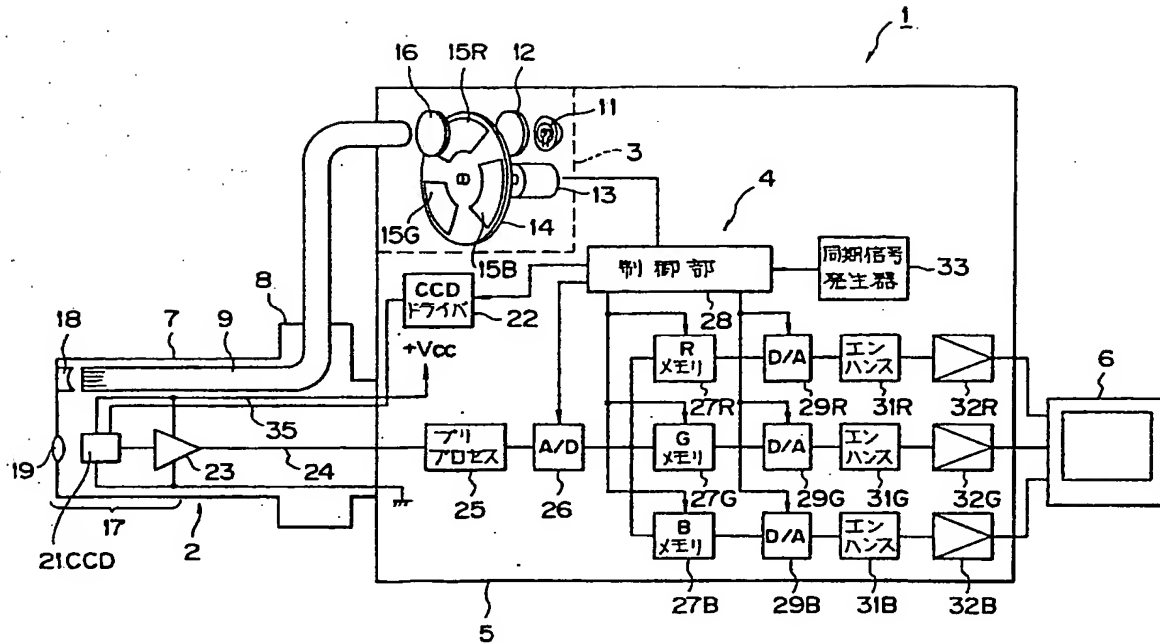 1
16
15R
12
11
3
13
15G
15B
14
4
制御部
28
同期信号
発生器
33
8
CCD
ドライバ
22
+Vcc
18
7
9
35
R
メモリ
27R
D/A
29R
エン
ハンス
31R
32R
6
19
23
24
プリ
プロセス
25
A/D
26
G
メモリ
27G
D/A
29G
エン
ハンス
31G
32G
17
2
21.CCD
B
メモリ
27B
D/A
29B
エン
ハンス
31B
32B
5